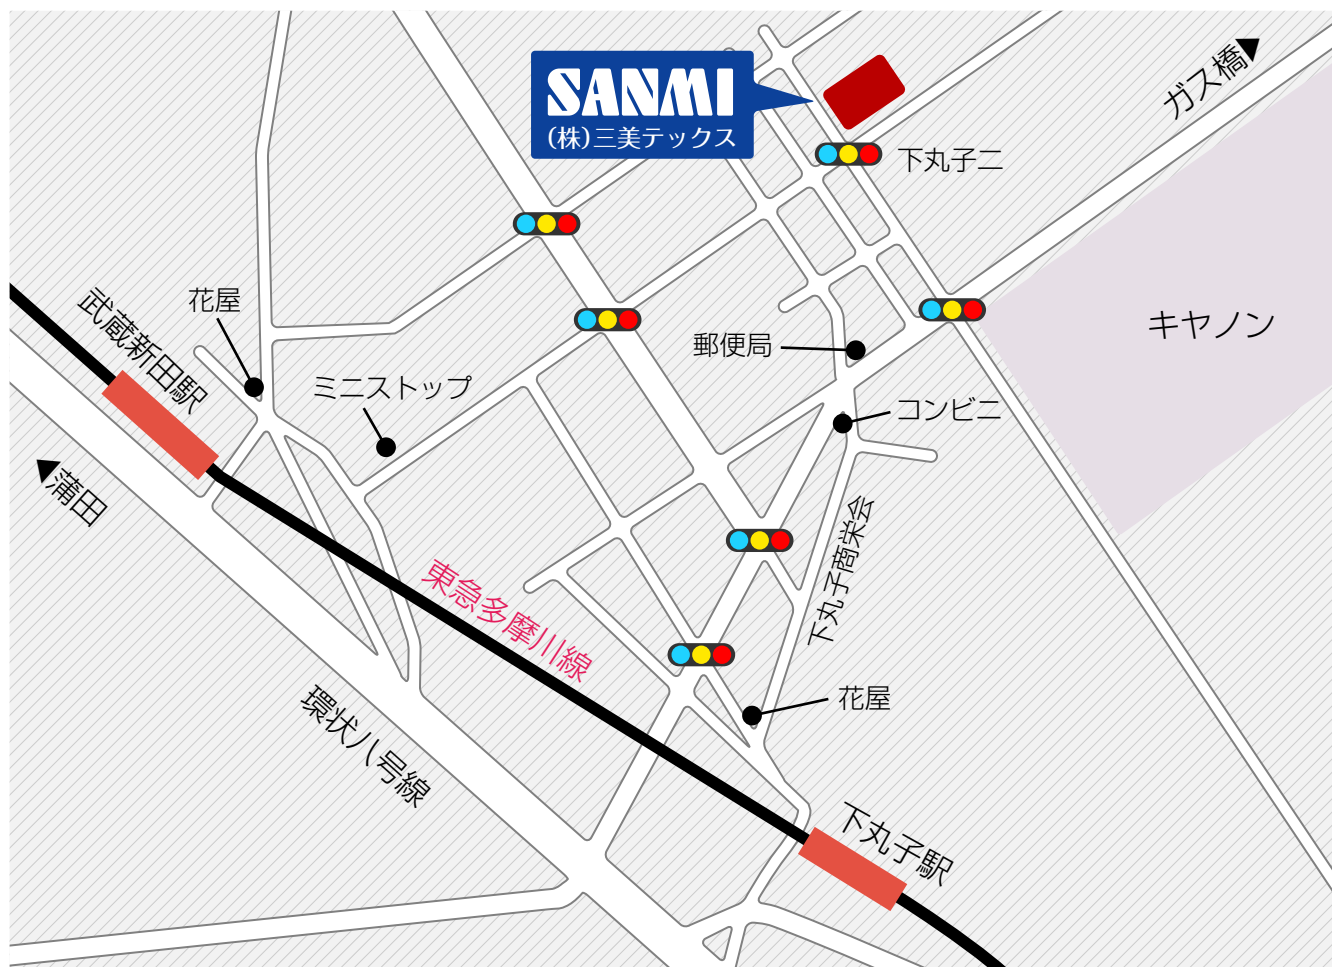 SANMI
(株)三美テックス
ガス橋
下丸子二
武蔵新田駅
花屋
キヤノン
郵便局
ミニストップ
コンビニ
蒲田
下丸子商栄会
東急多摩川線
環状八号線
花屋
下丸子駅